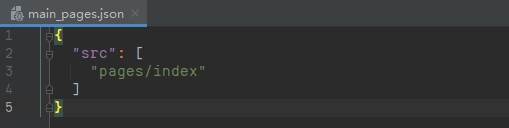 main_pages.json
1 {
2 "src": [
3 "pages/index"
4 ]
5 }